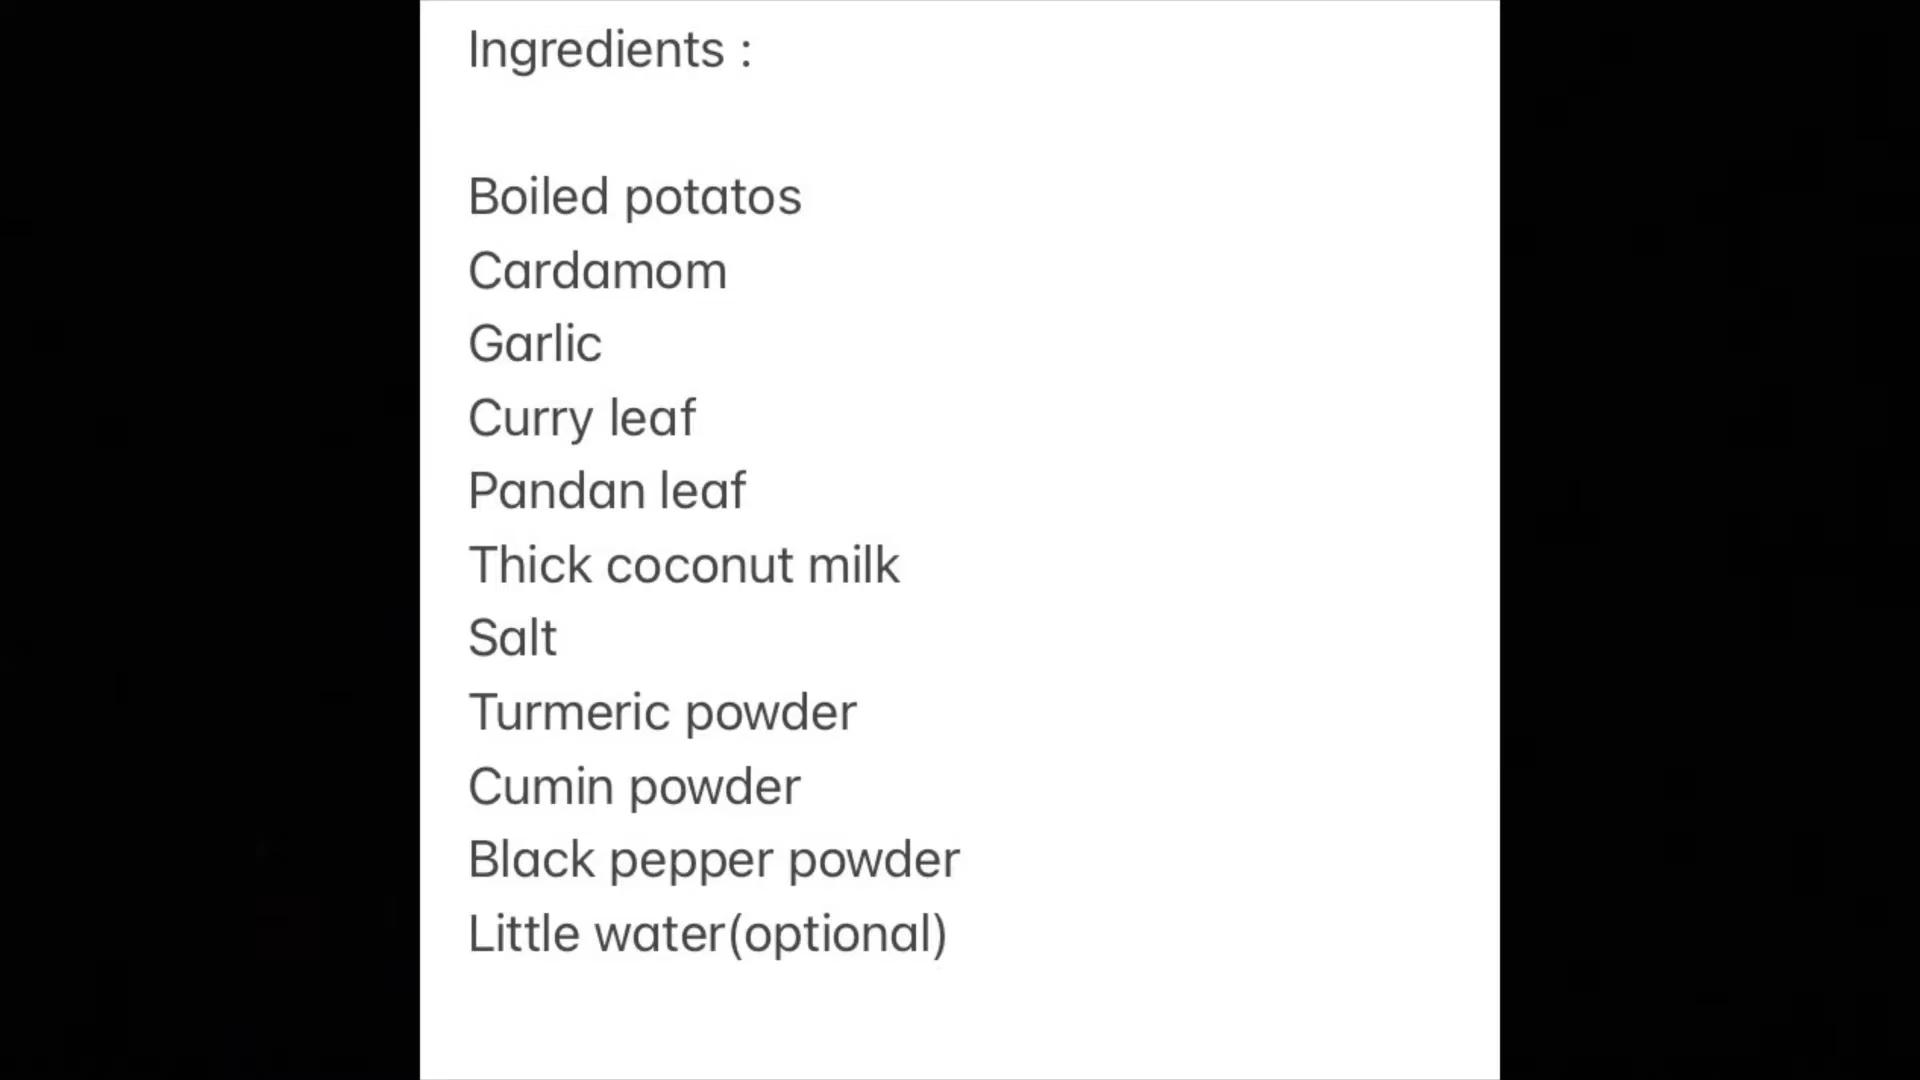 Ingredients :
Boiled potatos
Cardamom
Garlic
Curry leaf
Pandan leaf
Thick coconut milk
Salt
Turmeric powder
Cumin powder
Black pepper powder
Little water(optional)